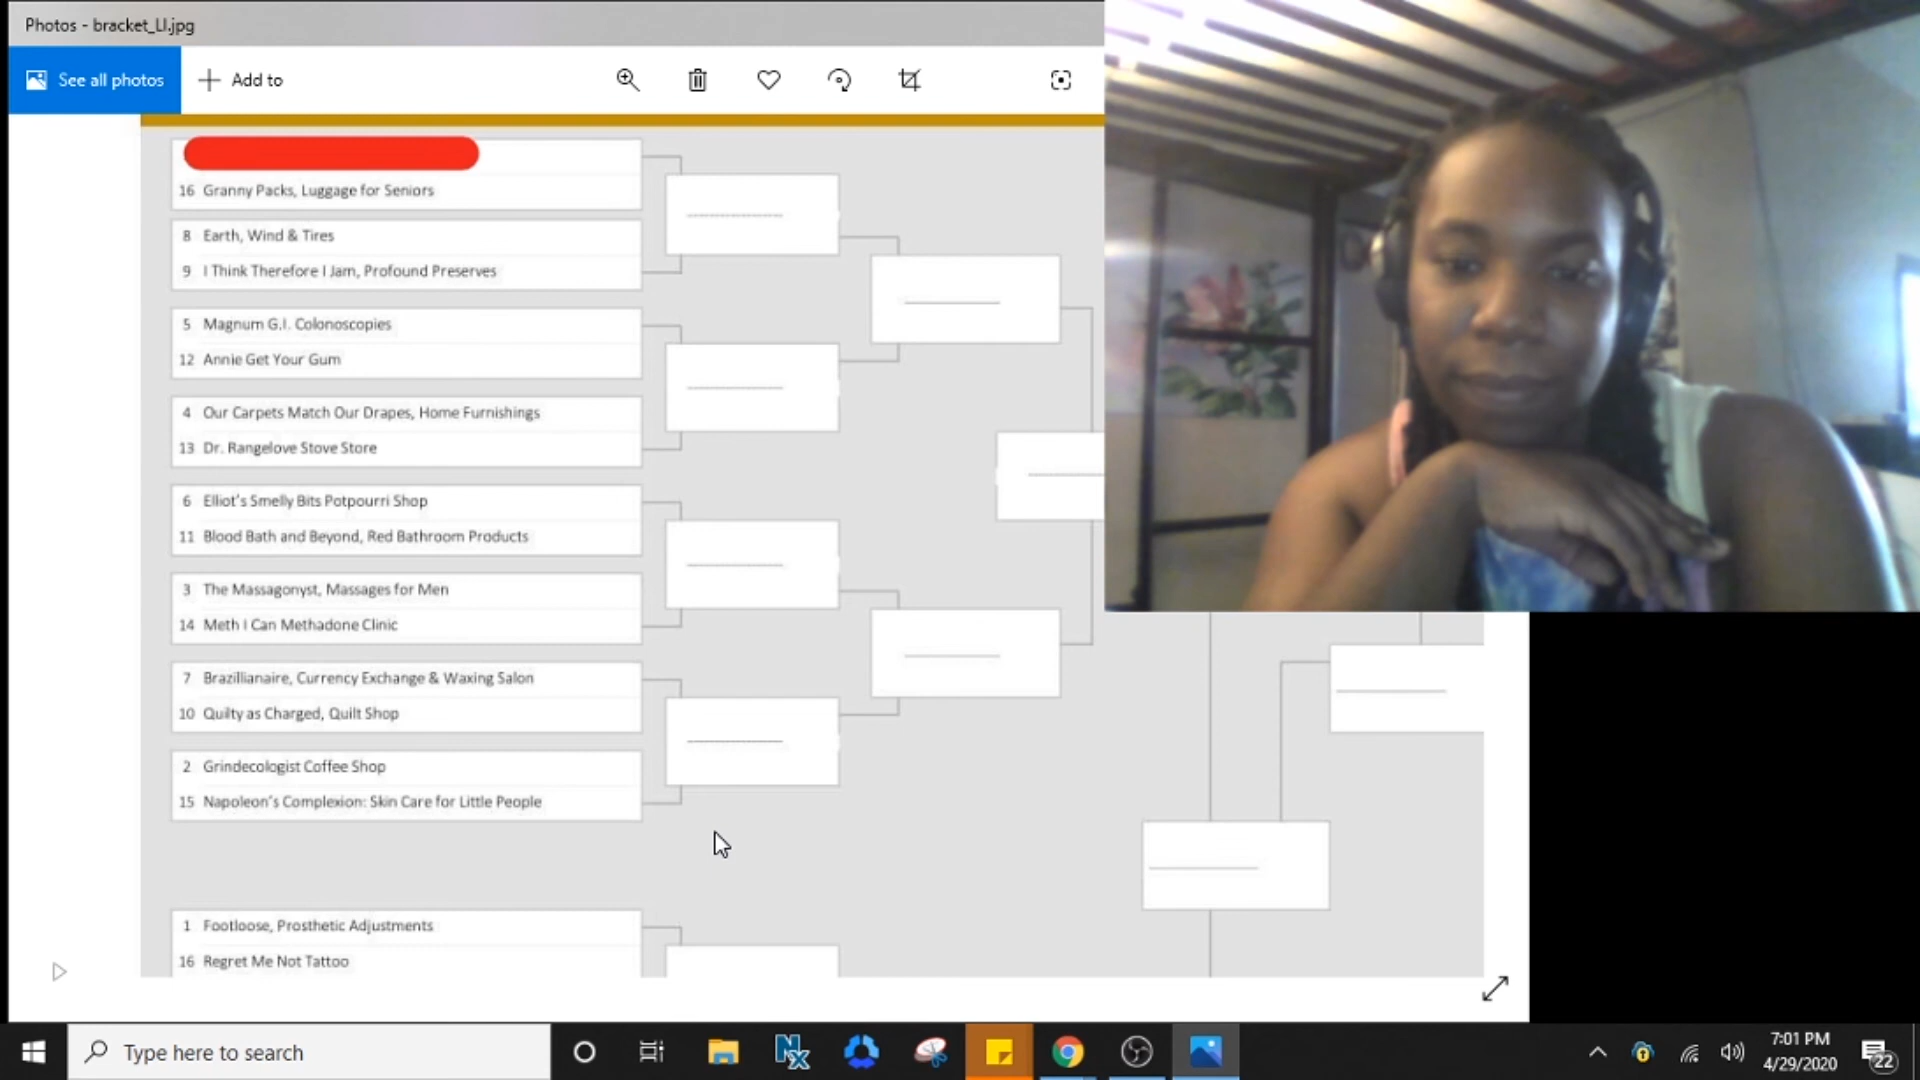 Photos - bracket_LI.jpg
See all photos
Add to
16 Granny Packs, Luggage for Seniors
8 Earth, Wind & Tires
9 I Think Therefore I Jam, Profound Preserves
5 Magnum G.I. Colonoscopies
12 Annie Get Your Gum
4 Our Carpets Match Our Drapes, Home Furnishings
13 Dr. Rangelove Stove Store
6 Elliot's Smelly Bits Potpourri Shop
11 Blood Bath and Beyond, Red Bathroom Products
3 The Massagonyst, Massages for Men
14 Meth I Can Methadone Clinic
7 Brazillianaire, Currency Exchange & Waxing Salon
10 Quilty as Charged, Quilt Shop
2 Grindecologist Coffee Shop
15 Napoleon's Complexion: Skin Care for Little People
1 Footloose, Prosthetic Adjustments
16 Regret Me Not Tattoo
Type here to search
Nx
7:01 PM
4/29/2020
22